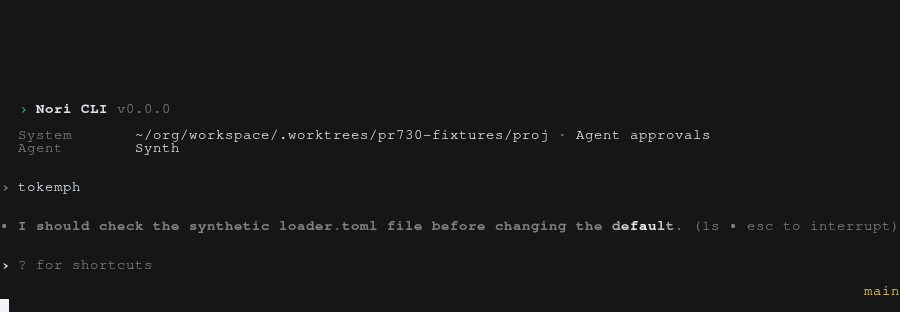 › Nori CLI v0.0.0
System ~/org/workspace/.worktrees/pr730-fixtures/proj · Agent approvals
Agent Synth
› tokemph
• I should check the synthetic loader.toml file before changing the default. (1s • esc to interrupt)
› ? for shortcuts
main